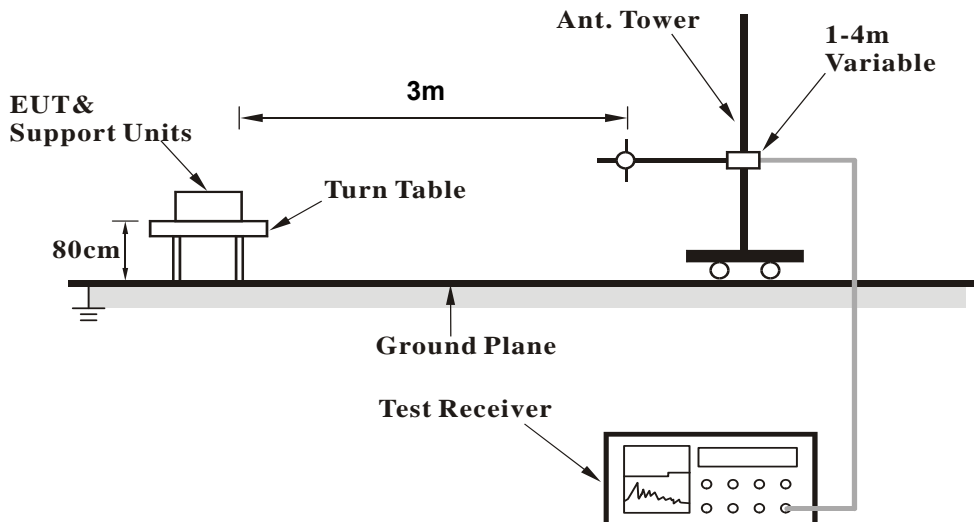 Ant. Tower
1-4m
Variable
3m
EUT&
Support Units
Turn Table
80cm
Ground Plane
Test Receiver